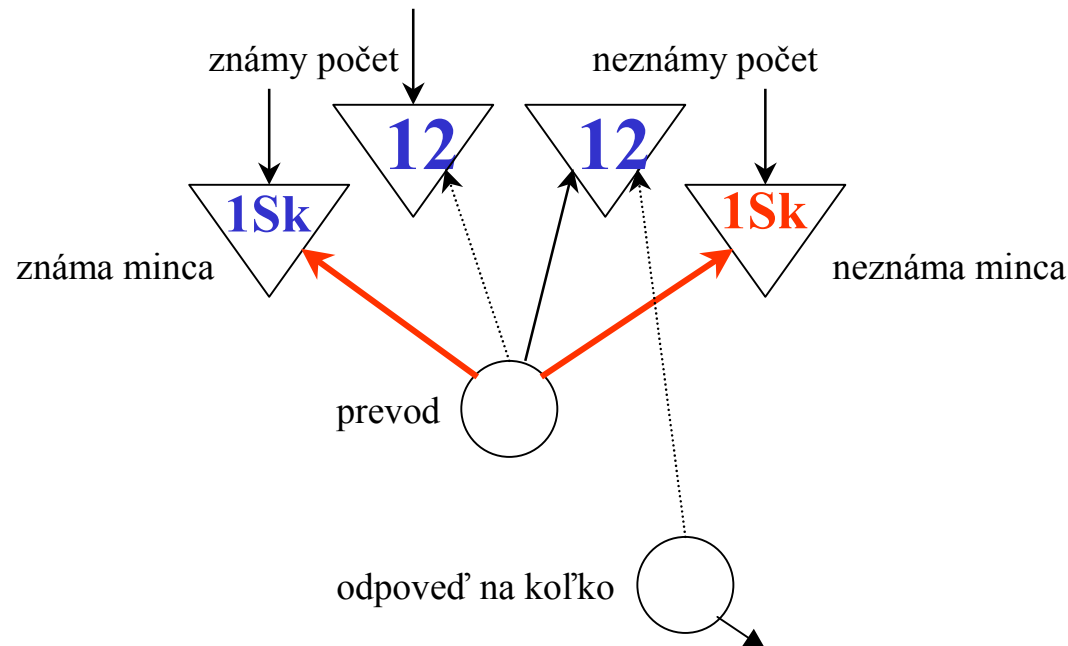 známy počet
neznámy počet
12
12
1Sk
1Sk
známa minca
neznáma minca
prevod
odpoveď na koľko